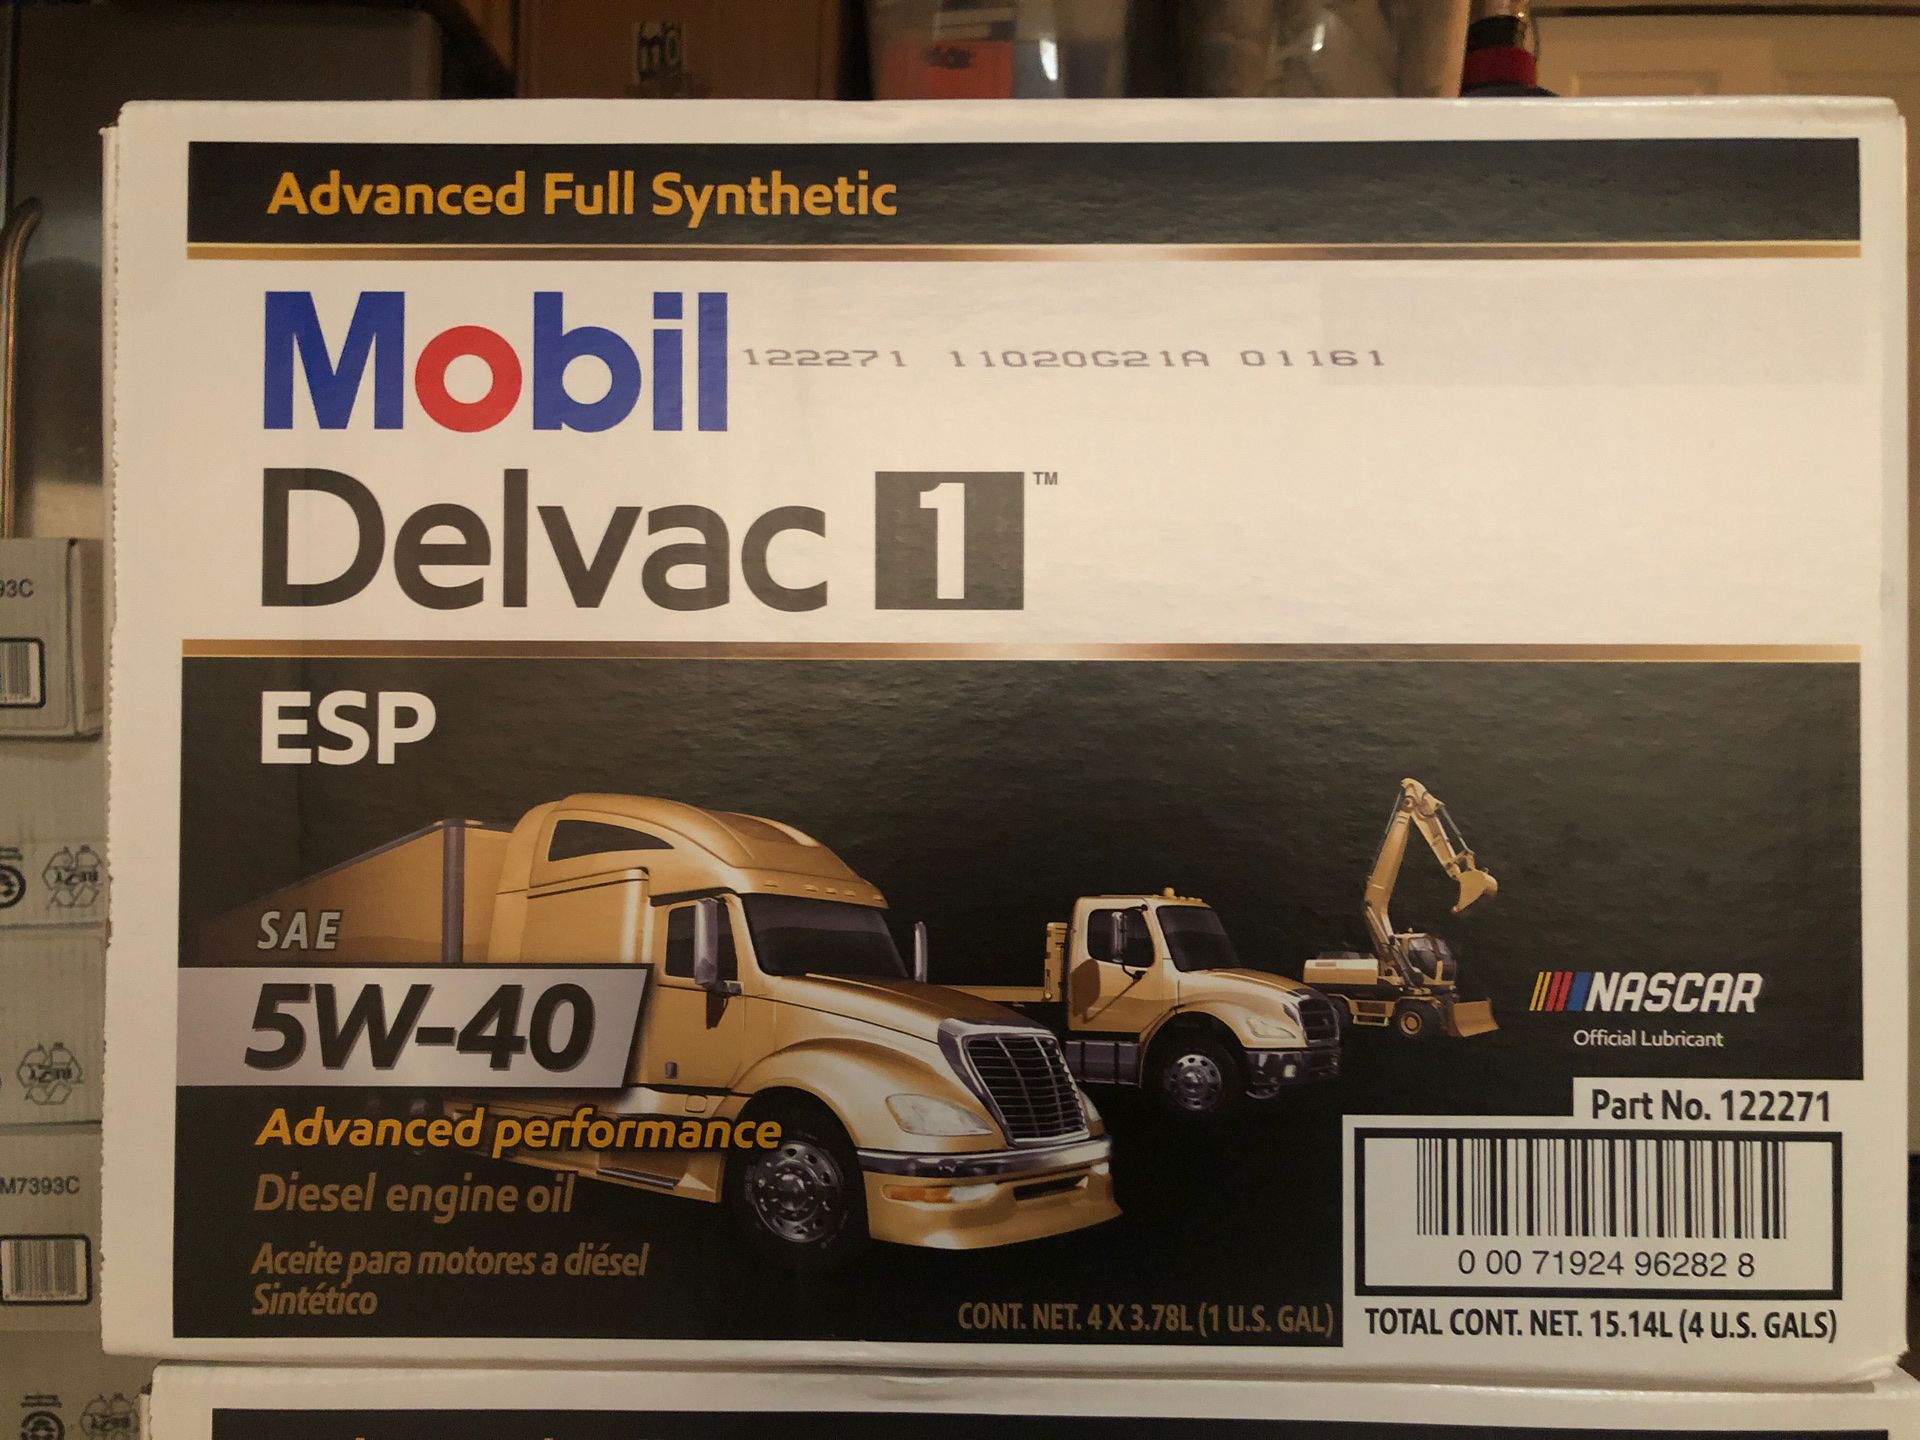 Advanced Full Synthetic
Mobil
122271 11020G21A 01161
Delvac 1™
ESP
SAE
5W-40
Advanced performance
Diesel engine oil
Aceite para motores a diésel
Sintético
CONT. NET. 4 X 3.78L (1 U.S. GAL)
NASCAR
Official Lubricant
Part No. 122271
0 00 71924 96282 8
TOTAL CONT. NET. 15.14L (4 U.S. GALS)
93C
M7393C